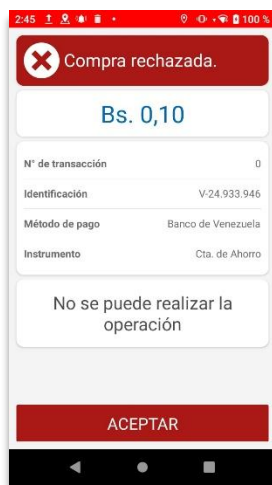 2:45 100 %
Compra rechazada.
Bs. 0,10
N° de transacción 0
Identificación V-24.933.946
Método de pago Banco de Venezuela
Instrumento Cta. de Ahorro
No se puede realizar la
operación
ACEPTAR